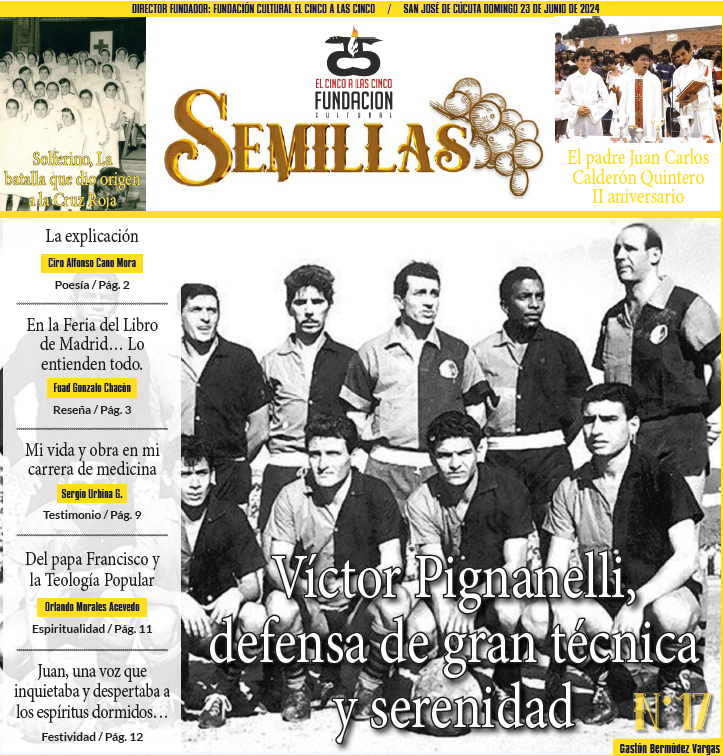 DIRECTOR FUNDADOR: FUNDACIÓN CULTURAL EL CINCO A LAS CINCO / SAN JOSÉ DE CÚCUTA DOMINGO 23 DE JUNIO DE 2024
EL CINCO A LAS CINCO
FUNDACION
CULTURAL
SEMILLAS
Solferino, La
batalla que dio origen
a la Cruz Roja
El padre Juan Carlos
Calderón Quintero
II aniversario
La explicación
Ciro Alfonso Cano Mora
Poesía / Pág. 2
En la Feria del Libro
de Madrid… Lo
entienden todo.
Fuad Gonzalo Chacón
Reseña / Pág. 3
Mi vida y obra en mi
carrera de medicina
Sergio Urbina G.
Testimonio / Pág. 9
Del papa Francisco y
la Teología Popular
Orlando Morales Acevedo
Espiritualidad / Pág. 11
Juan, una voz que
inquietaba y despertaba a
los espíritus dormidos…
Festividad / Pág. 12
Víctor Pignanelli,
defensa de gran técnica
y serenidad
N°17
Gastón Bermúdez Vargas